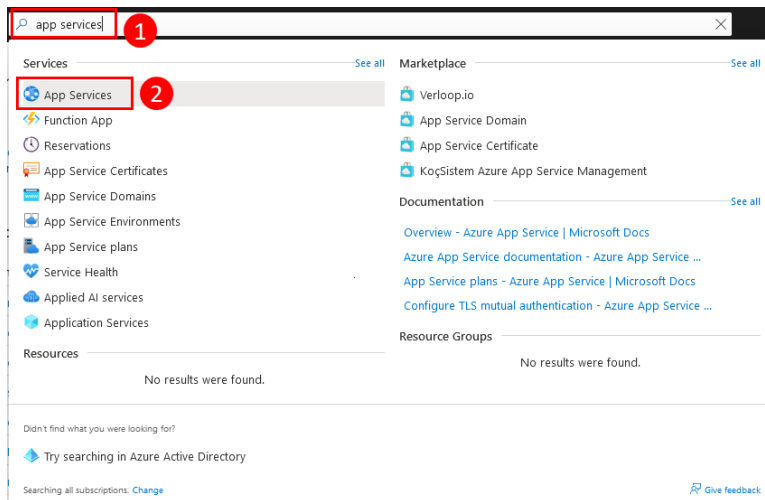 app services
1
Services
See all
App Services
2
Function App
Reservations
App Service Certificates
App Service Domains
App Service Environments
App Service plans
Service Health
Applied AI services
Application Services
Resources
No results were found.
Marketplace
See all
Verloop.io
App Service Domain
App Service Certificate
KoçSistem Azure App Service Management
Documentation
See all
Overview - Azure App Service | Microsoft Docs
Azure App Service documentation - Azure App Service ...
App Service plans - Azure App Service | Microsoft Docs
Configure TLS mutual authentication - Azure App Service ...
Resource Groups
No results were found.
Didn't find what you were looking for?
Try searching in Azure Active Directory
Searching all subscriptions. Change
Give feedback